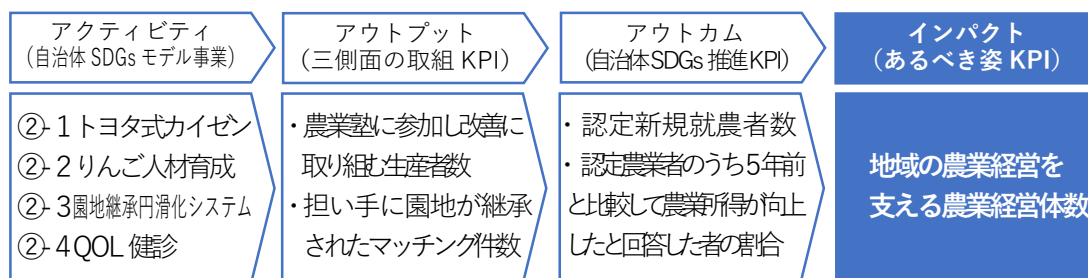 アクティビティ
(自治体 SDGs モデル事業)
アウトプット
(三側面の取組 KPI)
アウトカム
(自治体SDGs 推進KPI)
インパクト
(あるべき姿 KPI)
②-1トヨタ式カイゼン
②-2りんご人材育成
②-3園地継承円滑化システム
②-4QOL 健診
・農業塾に参加し改善に
取り組む生産者数
・担い手に園地が継承
されたマッチング件数
・認定新規就農者数
・認定農業者のうち5年前
と比較して農業所得が向上
したと回答した者の割合
地域の農業経営を
支える農業経営体数